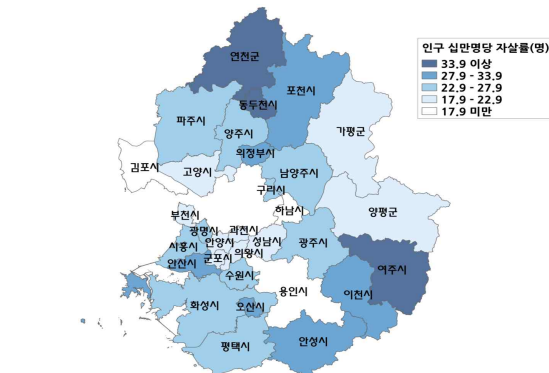 인구 십만명당 자살률(명)
33.9 이상
27.9 - 33.9
22.9 - 27.9
17.9 - 22.9
17.9 미만
연천군
포천시
동두천시
파주시
양주시
가평군
의정부시
김포시
고양시
남양주시
구리시
하남시
양평군
부천시
광명시
과천시
시흥시
안양시
성남시
광주시
안산시
군포시
의왕시
수원시
여주시
용인시
이천시
화성시
오산시
평택시
안성시